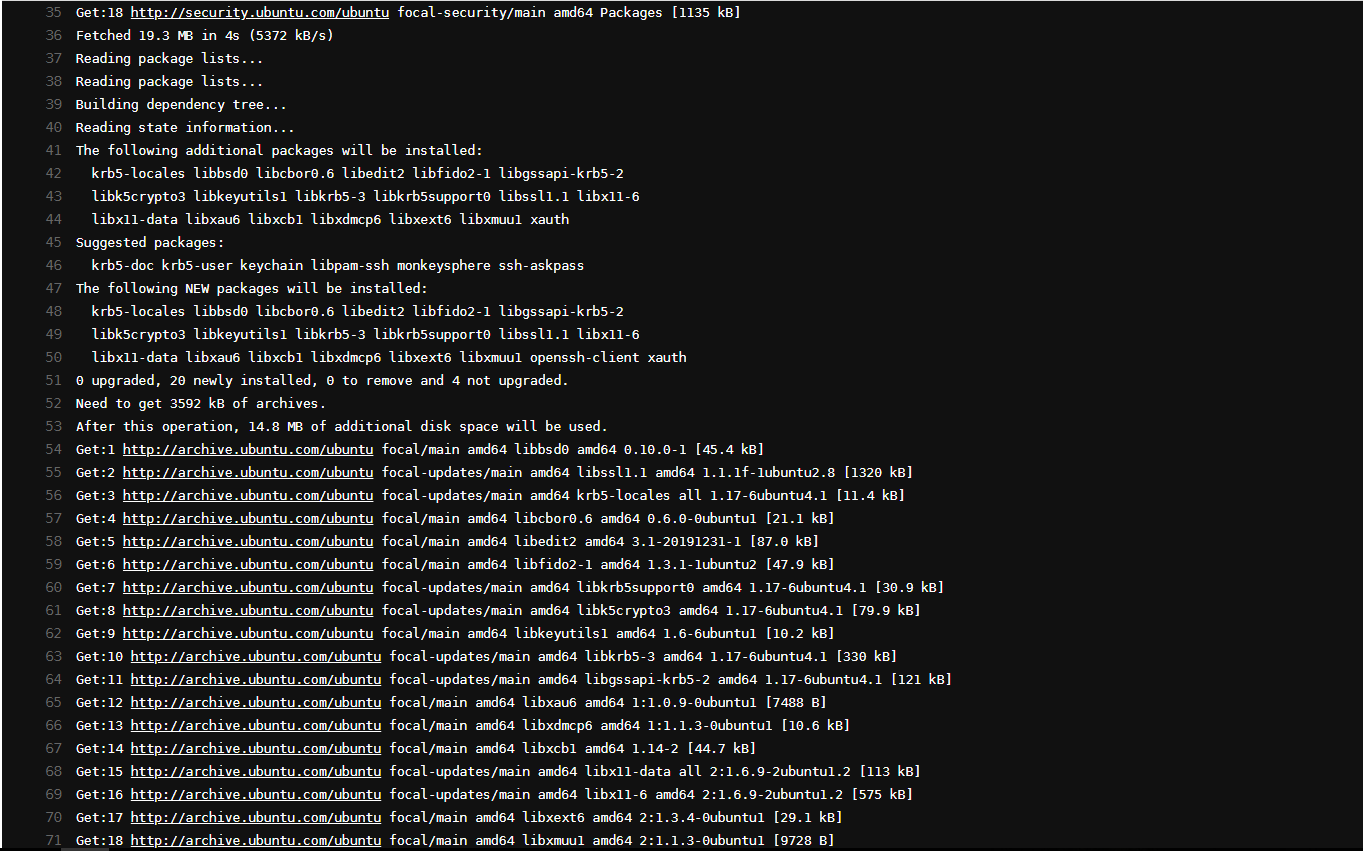 35 Get:18 http://security.ubuntu.com/ubuntu focal-security/main amd64 Packages [1135 kB]
36 Fetched 19.3 MB in 4s (5372 kB/s)
37 Reading package lists...
38 Reading package lists...
39 Building dependency tree...
40 Reading state information...
41 The following additional packages will be installed:
42   krb5-locales libbsd0 libcbor0.6 libedit2 libfido2-1 libgssapi-krb5-2
43   libk5crypto3 libkeyutils1 libkrb5-3 libkrb5support0 libssl1.1 libx11-6
44   libx11-data libxau6 libxcb1 libxdmcp6 libxext6 libxmuu1 xauth
45 Suggested packages:
46   krb5-doc krb5-user keychain libpam-ssh monkeysphere ssh-askpass
47 The following NEW packages will be installed:
48   krb5-locales libbsd0 libcbor0.6 libedit2 libfido2-1 libgssapi-krb5-2
49   libk5crypto3 libkeyutils1 libkrb5-3 libkrb5support0 libssl1.1 libx11-6
50   libx11-data libxau6 libxcb1 libxdmcp6 libxext6 libxmuu1 openssh-client xauth
51 0 upgraded, 20 newly installed, 0 to remove and 4 not upgraded.
52 Need to get 3592 kB of archives.
53 After this operation, 14.8 MB of additional disk space will be used.
54 Get:1 http://archive.ubuntu.com/ubuntu focal/main amd64 libbsd0 amd64 0.10.0-1 [45.4 kB]
55 Get:2 http://archive.ubuntu.com/ubuntu focal-updates/main amd64 libssl1.1 amd64 1.1.1f-1ubuntu2.8 [1320 kB]
56 Get:3 http://archive.ubuntu.com/ubuntu focal-updates/main amd64 krb5-locales all 1.17-6ubuntu4.1 [11.4 kB]
57 Get:4 http://archive.ubuntu.com/ubuntu focal/main amd64 libcbor0.6 amd64 0.6.0-0ubuntu1 [21.1 kB]
58 Get:5 http://archive.ubuntu.com/ubuntu focal/main amd64 libedit2 amd64 3.1-20191231-1 [87.0 kB]
59 Get:6 http://archive.ubuntu.com/ubuntu focal/main amd64 libfido2-1 amd64 1.3.1-1ubuntu2 [47.9 kB]
60 Get:7 http://archive.ubuntu.com/ubuntu focal-updates/main amd64 libkrb5support0 amd64 1.17-6ubuntu4.1 [30.9 kB]
61 Get:8 http://archive.ubuntu.com/ubuntu focal-updates/main amd64 libk5crypto3 amd64 1.17-6ubuntu4.1 [79.9 kB]
62 Get:9 http://archive.ubuntu.com/ubuntu focal/main amd64 libkeyutils1 amd64 1.6-6ubuntu1 [10.2 kB]
63 Get:10 http://archive.ubuntu.com/ubuntu focal-updates/main amd64 libkrb5-3 amd64 1.17-6ubuntu4.1 [330 kB]
64 Get:11 http://archive.ubuntu.com/ubuntu focal-updates/main amd64 libgssapi-krb5-2 amd64 1.17-6ubuntu4.1 [121 kB]
65 Get:12 http://archive.ubuntu.com/ubuntu focal/main amd64 libxau6 amd64 1:1.0.9-0ubuntu1 [7488 B]
66 Get:13 http://archive.ubuntu.com/ubuntu focal/main amd64 libxdmcp6 amd64 1:1.1.3-0ubuntu1 [10.6 kB]
67 Get:14 http://archive.ubuntu.com/ubuntu focal/main amd64 libxcb1 amd64 1.14-2 [44.7 kB]
68 Get:15 http://archive.ubuntu.com/ubuntu focal-updates/main amd64 libx11-data all 2:1.6.9-2ubuntu1.2 [113 kB]
69 Get:16 http://archive.ubuntu.com/ubuntu focal-updates/main amd64 libx11-6 amd64 2:1.6.9-2ubuntu1.2 [575 kB]
70 Get:17 http://archive.ubuntu.com/ubuntu focal/main amd64 libxext6 amd64 2:1.3.4-0ubuntu1 [29.1 kB]
71 Get:18 http://archive.ubuntu.com/ubuntu focal/main amd64 libxmuu1 amd64 2:1.1.3-0ubuntu1 [9728 B]